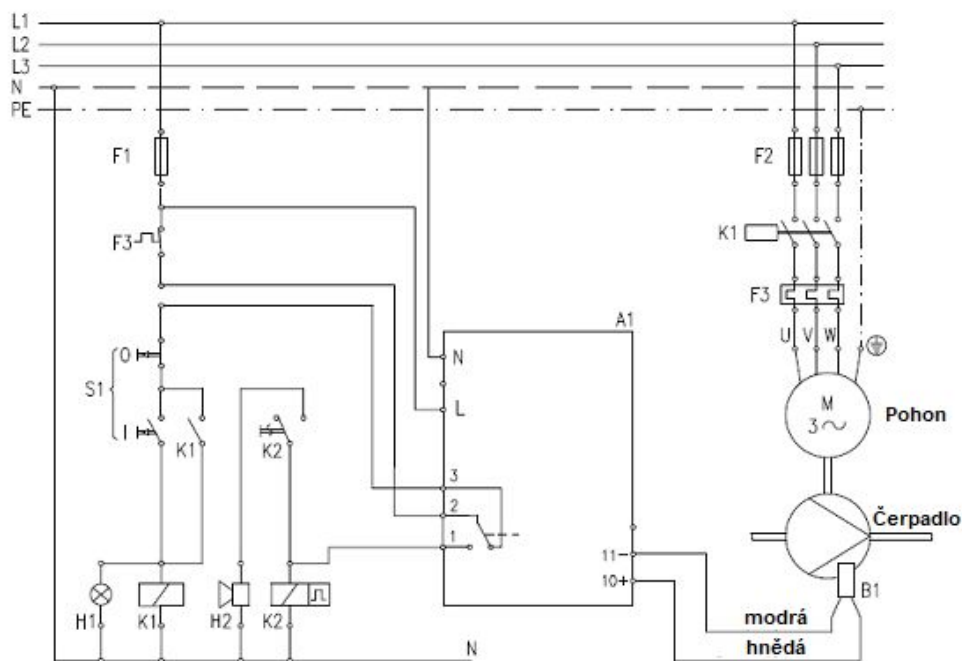 L1
L2
L3
N
PE
F1
F2
F3
K1
F3
A1
U V W
N
O
L
M
3
Pohon
S1
I
K1
K2
3
2
Čerpadlo
1
11−
10+
B1
modrá
H1
K1
H2
K2
hnědá
N